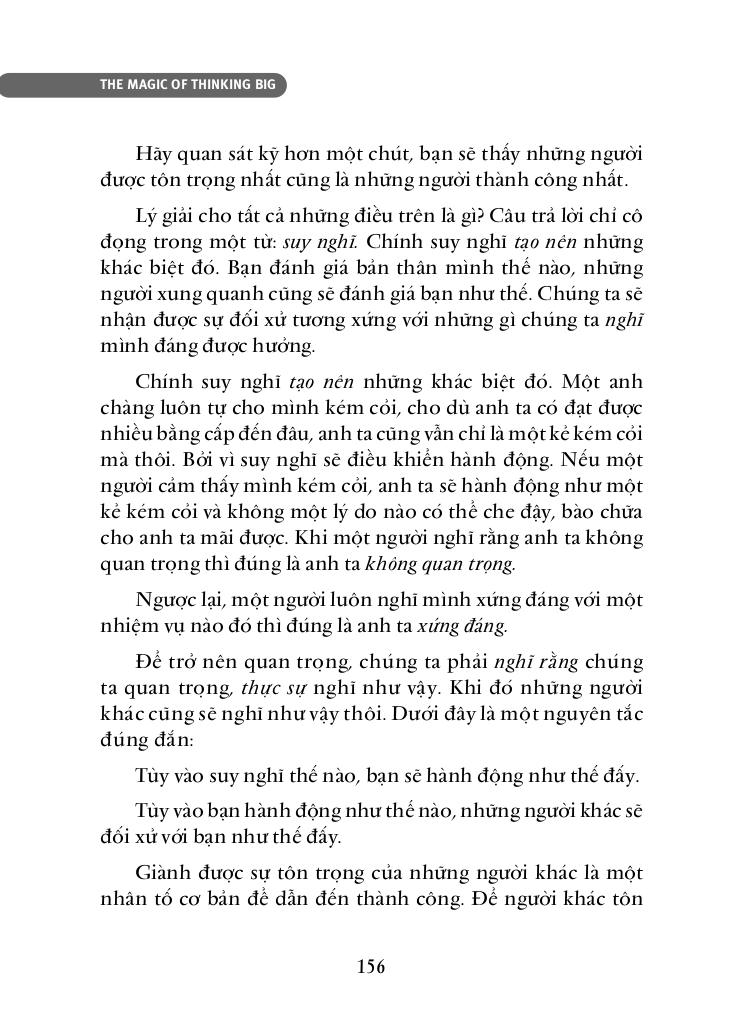 THE MAGIC OF THINKING BIG
Hãy quan sát kỹ hơn một chút, bạn sẽ thấy những người
được tôn trọng nhất cũng là những người thành công nhất.
Lý giải cho tất cả những điều trên là gì? Câu trả lời chỉ cô
đọng trong một từ: suy nghĩ. Chính suy nghĩ tạo nên những
khác biệt đó. Bạn đánh giá bản thân mình thế nào, những
người xung quanh cũng sẽ đánh giá bạn như thế. Chúng ta sẽ
nhận được sự đối xử tương xứng với những gì chúng ta nghĩ
mình đáng được hưởng.
Chính suy nghĩ tạo nên những khác biệt đó. Một anh
chàng luôn tự cho mình kém cỏi, cho dù anh ta có đạt được
nhiều bằng cấp đến đâu, anh ta cũng vẫn chỉ là một kẻ kém cỏi
mà thôi. Bởi vì suy nghĩ sẽ điều khiển hành động. Nếu một
người cảm thấy mình kém cỏi, anh ta sẽ hành động như một
kẻ kém cỏi và không một lý do nào có thể che đậy, bào chữa
cho anh ta mãi được. Khi một người nghĩ rằng anh ta không
quan trọng thì đúng là anh ta không quan trọng.
Ngược lại, một người luôn nghĩ mình xứng đáng với một
nhiệm vụ nào đó thì đúng là anh ta xứng đáng.
Để trở nên quan trọng, chúng ta phải nghĩ rằng chúng
ta quan trọng, thực sự nghĩ như vậy. Khi đó những người
khác cũng sẽ nghĩ như vậy thôi. Dưới đây là một nguyên tắc
đúng đắn:
Tùy vào suy nghĩ thế nào, bạn sẽ hành động như thế đấy.
Tùy vào bạn hành động như thế nào, những người khác sẽ
đối xử với bạn như thế đấy.
Giành được sự tôn trọng của những người khác là một
nhân tố cơ bản để dẫn đến thành công. Để người khác tôn
156